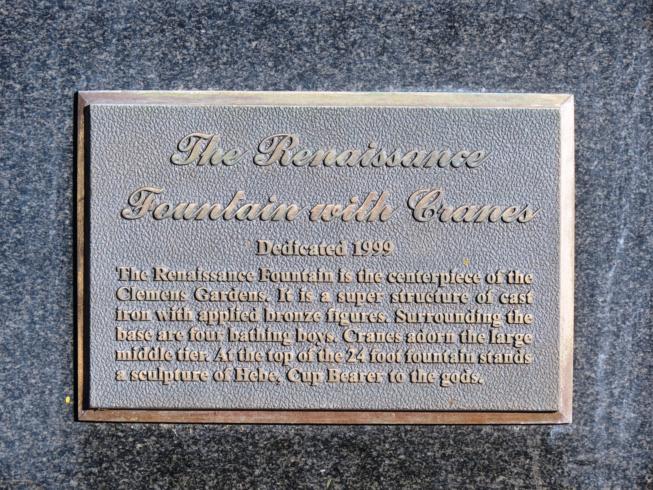 The Renaissance
Fountain with Cranes
Dedicated 1999
The Renaissance Fountain is the centerpiece of the
Clemens Gardens. It is a super structure of cast
iron with applied bronze figures. Surrounding the
base are four bathing boys. Cranes adorn the large
middle tier. At the top of the 24 foot fountain stands
a sculpture of Hebe, Cup Bearer to the gods.